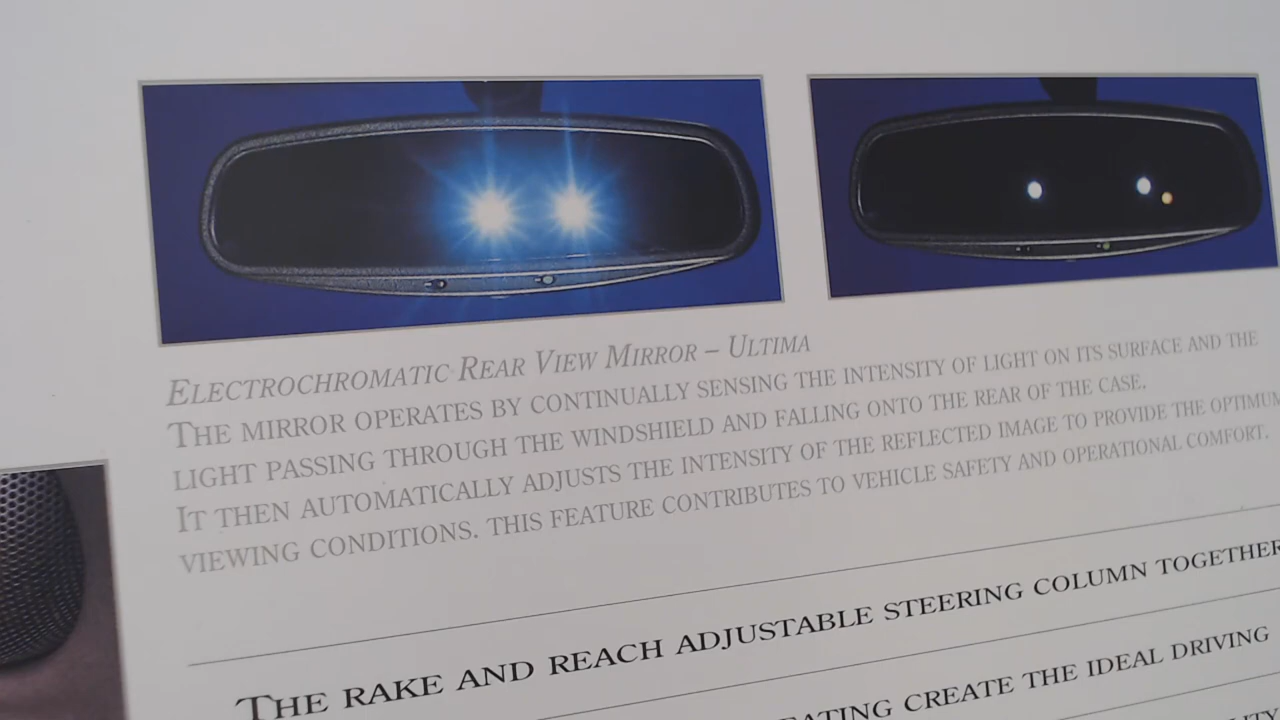 ELECTROCHROMATIC REAR VIEW MIRROR – ULTIMA
THE MIRROR OPERATES BY CONTINUALLY SENSING THE INTENSITY OF LIGHT ON ITS SURFACE AND THE
LIGHT PASSING THROUGH THE WINDSHIELD AND FALLING ONTO THE REAR OF THE CASE.
IT THEN AUTOMATICALLY ADJUSTS THE INTENSITY OF THE REFLECTED IMAGE TO PROVIDE THE OPTIMUM
VIEWING CONDITIONS. THIS FEATURE CONTRIBUTES TO VEHICLE SAFETY AND OPERATIONAL COMFORT.
THE RAKE AND REACH ADJUSTABLE STEERING COLUMN TOGETHER
CREATE THE IDEAL DRIVING